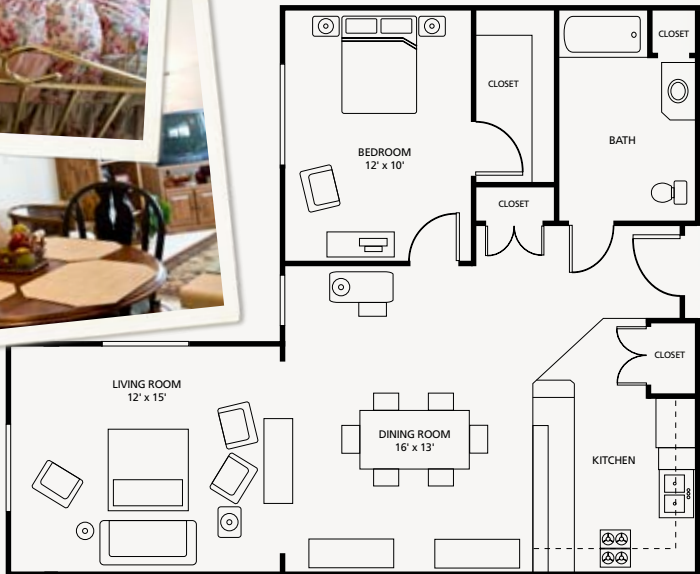 CLOSET
CLOSET
BATH
BEDROOM
12' x 10'
CLOSET
CLOSET
LIVING ROOM
12' x 15'
DINING ROOM
16' x 13'
KITCHEN